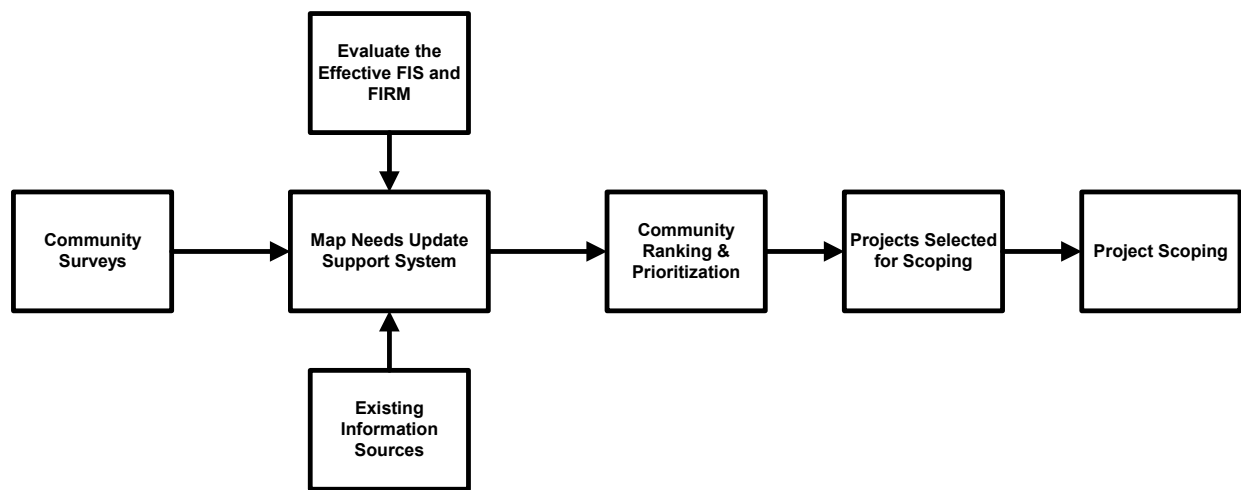 Evaluate the
Effective FIS and
FIRM
Community
Surveys
Map Needs Update
Support System
Community
Ranking &
Prioritization
Projects Selected
for Scoping
Project Scoping
Existing
Information
Sources